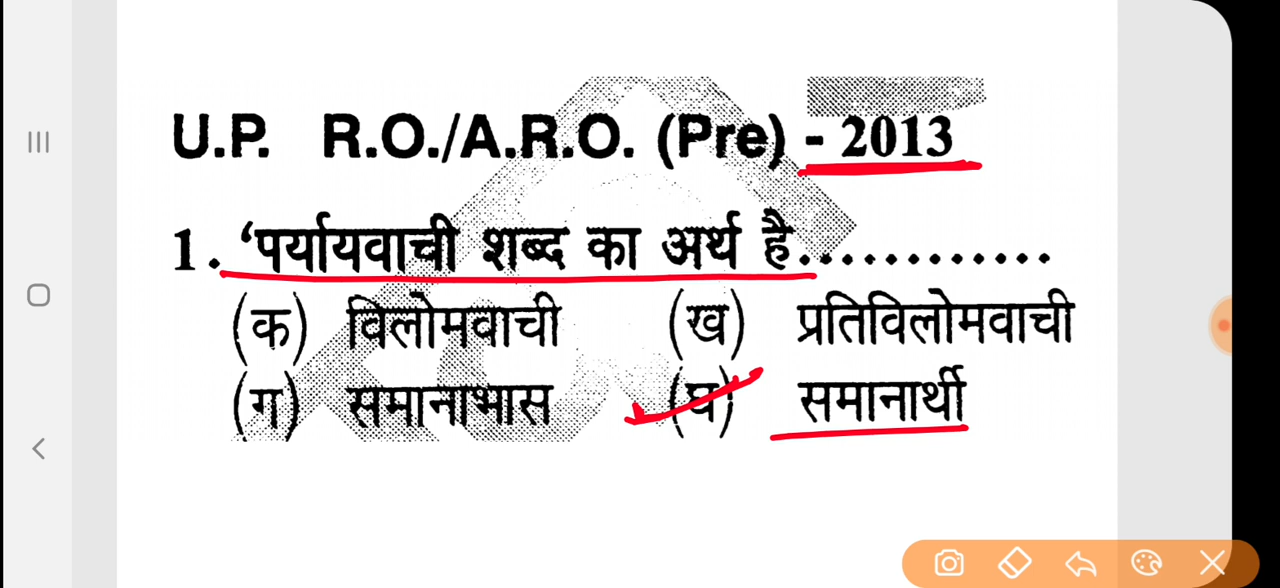 U.P. R.O./A.R.O. (Pre) - 2013
1. ‘पर्यायवाची शब्द का अर्थ है.............
(क) विलोमवाची (ख) प्रतिविलोमवाची
(ग) समानाभास (घ) समानार्थी